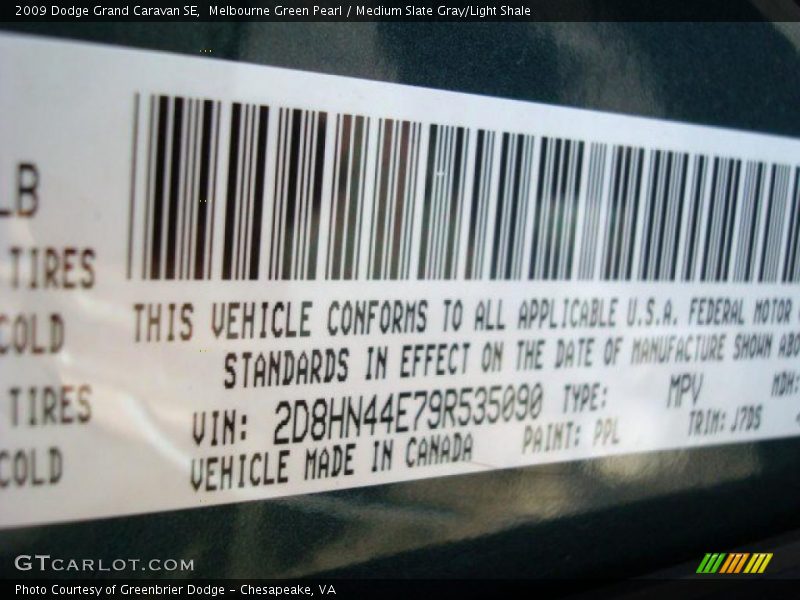 2009 Dodge Grand Caravan SE,  Melbourne Green Pearl / Medium Slate Gray/Light Shale
LB
TIRES
COLD
TIRES
COLD
THIS VEHICLE CONFORMS TO ALL APPLICABLE U.S.A. FEDERAL MOTOR
STANDARDS IN EFFECT ON THE DATE OF MANUFACTURE SHOWN ABO
VIN: 2D8HN44E79R535090 TYPE: MPV MDH:
VEHICLE MADE IN CANADA PAINT: PPL TRIM: J7DS
GTCARLOT.COM
Photo Courtesy of Greenbrier Dodge - Chesapeake, VA